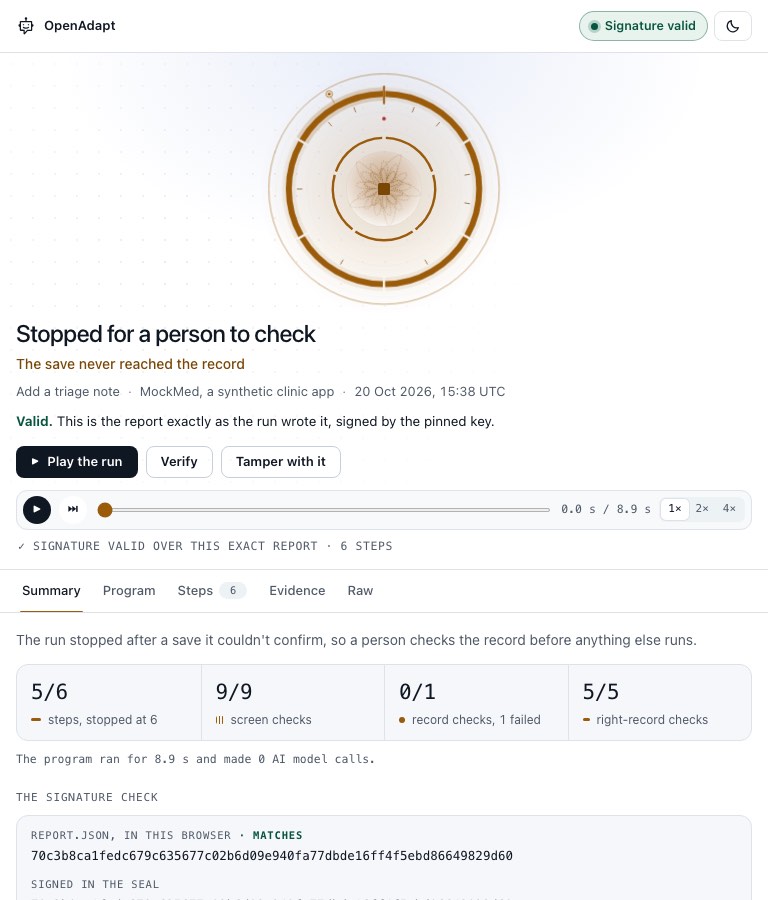 OpenAdapt
Signature valid
Stopped for a person to check
The save never reached the record
Add a triage note · MockMed, a synthetic clinic app · 20 Oct 2026, 15:38 UTC
Valid. This is the report exactly as the run wrote it, signed by the pinned key.
Play the run
Verify
Tamper with it
0.0 s / 8.9 s
1×
2×
4×
✓ SIGNATURE VALID OVER THIS EXACT REPORT · 6 STEPS
Summary
Program
Steps 6
Evidence
Raw
The run stopped after a save it couldn't confirm, so a person checks the record before anything else runs.
5/6
steps, stopped at 6
9/9
screen checks
0/1
record checks, 1 failed
5/5
right-record checks
The program ran for 8.9 s and made 0 AI model calls.
THE SIGNATURE CHECK
REPORT.JSON, IN THIS BROWSER · MATCHES
70c3b8ca1fedc679c635677c02b6d09e940fa77dbde16ff4f5ebd86649829d60
SIGNED IN THE SEAL